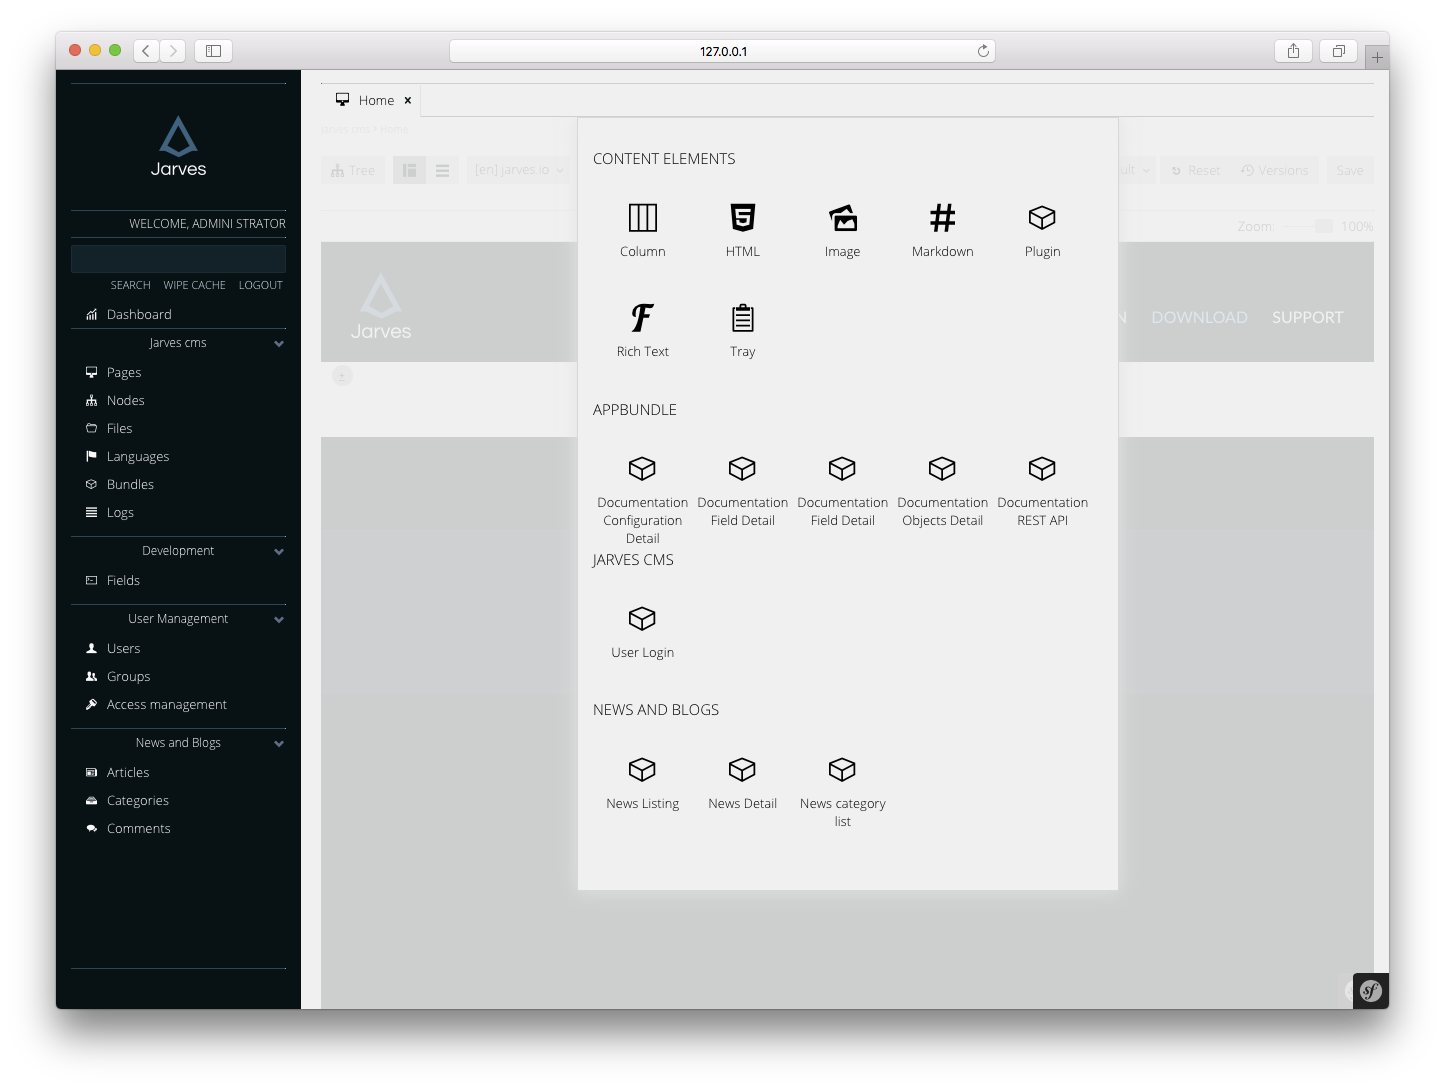 127.0.0.1
Jarves
WELCOME, ADMINI STRATOR
SEARCH WIPE CACHE LOGOUT
Dashboard
Jarves cms
Pages
Nodes
Files
Languages
Bundles
Logs
Development
Fields
User Management
Users
Groups
Access management
News and Blogs
Articles
Categories
Comments
Home
Jarves cms › Home
Tree
[en] jarves.io
Reset
Versions
Save
Zoom: 100%
Jarves
DOWNLOAD SUPPORT
CONTENT ELEMENTS
Column HTML Image Markdown Plugin
Rich Text Tray
APPBUNDLE
Documentation Documentation Documentation Documentation Documentation
Configuration Field Detail Field Detail Objects Detail REST API
Detail
JARVES CMS
User Login
NEWS AND BLOGS
News Listing News Detail News category
list
sf